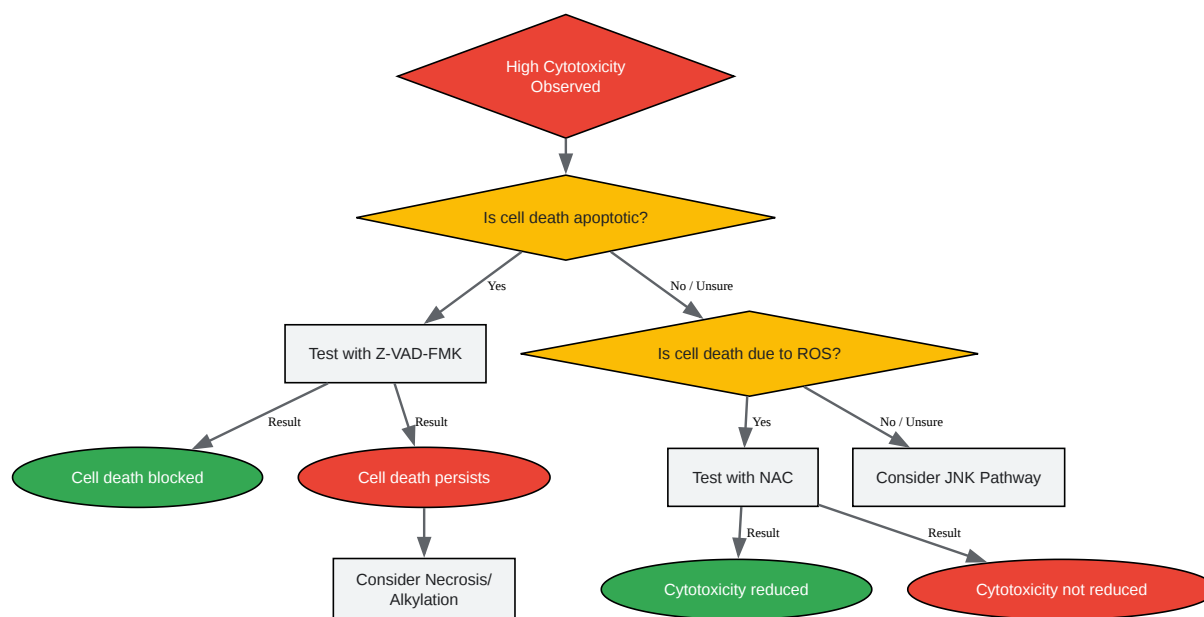 High Cytotoxicity
Observed
Is cell death apoptotic?
Yes
No / Unsure
Test with Z-VAD-FMK
Is cell death due to ROS?
Result
Result
Yes
No / Unsure
Cell death blocked
Cell death persists
Test with NAC
Consider JNK Pathway
Result
Result
Consider Necrosis/
Alkylation
Cytotoxicity reduced
Cytotoxicity not reduced